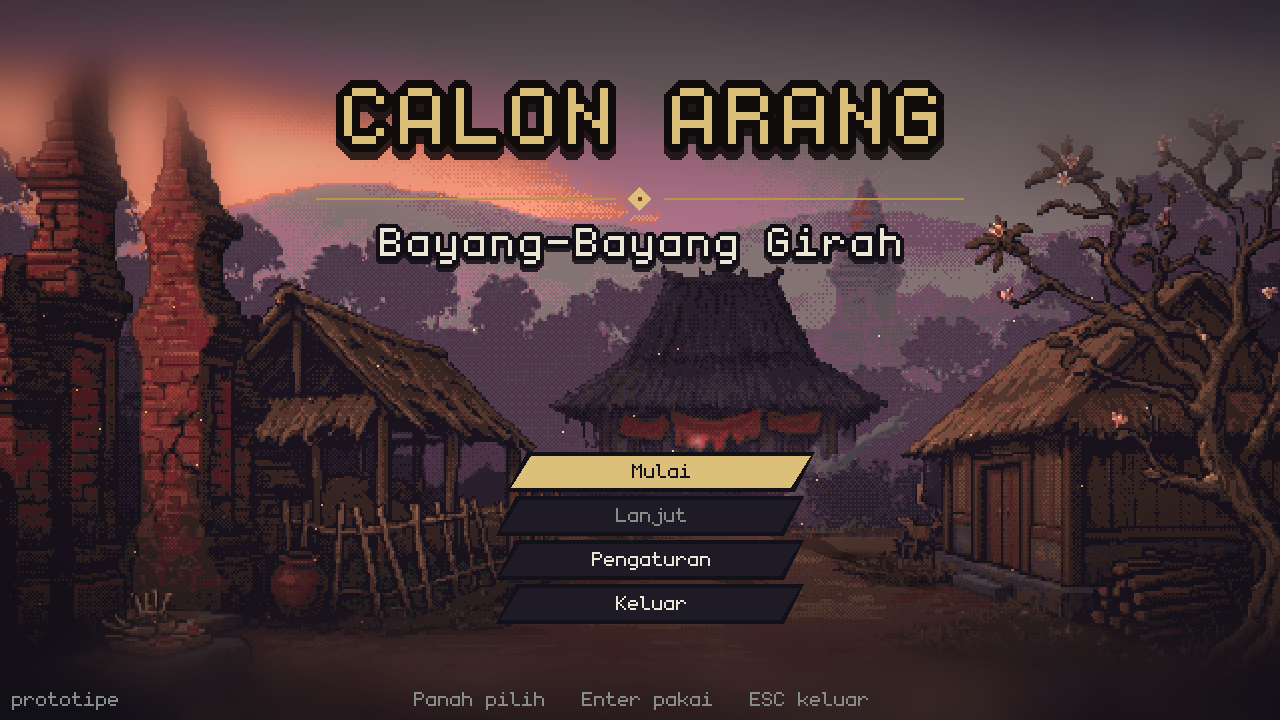 CALON ARANG
Bayang-Bayang Girah
Mulai
Lanjut
Pengaturan
Keluar
prototipe
Panah pilih Enter pakai ESC keluar